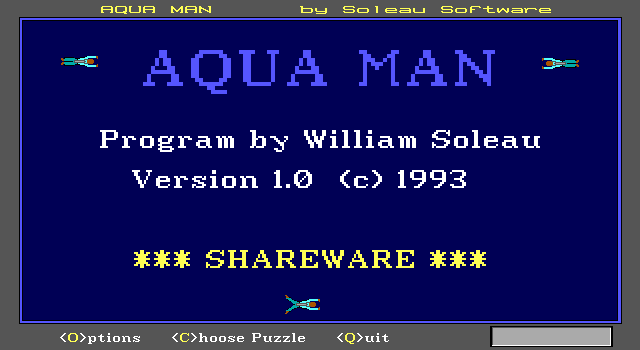 AQUA MAN by Soleau Software
AQUA MAN
Program by William Soleau
Version 1.0 (c) 1993
*** SHAREWARE ***
<O>ptions <C>hoose Puzzle <Q>uit